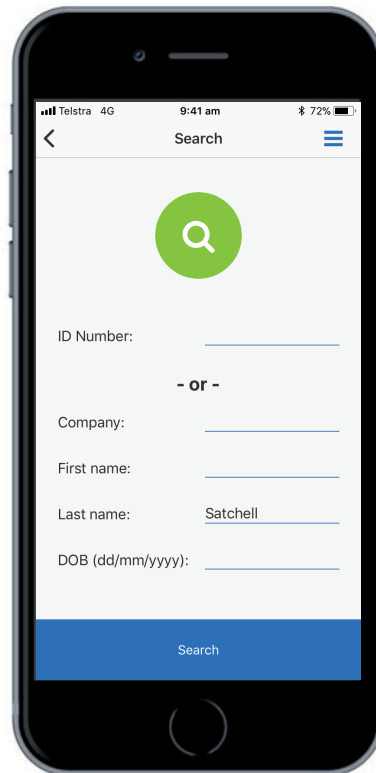 Telstra 4G 9:41 am 72%
Search
ID Number:
- or -
Company:
First name:
Last name: Satchell
DOB (dd/mm/yyyy):
Search